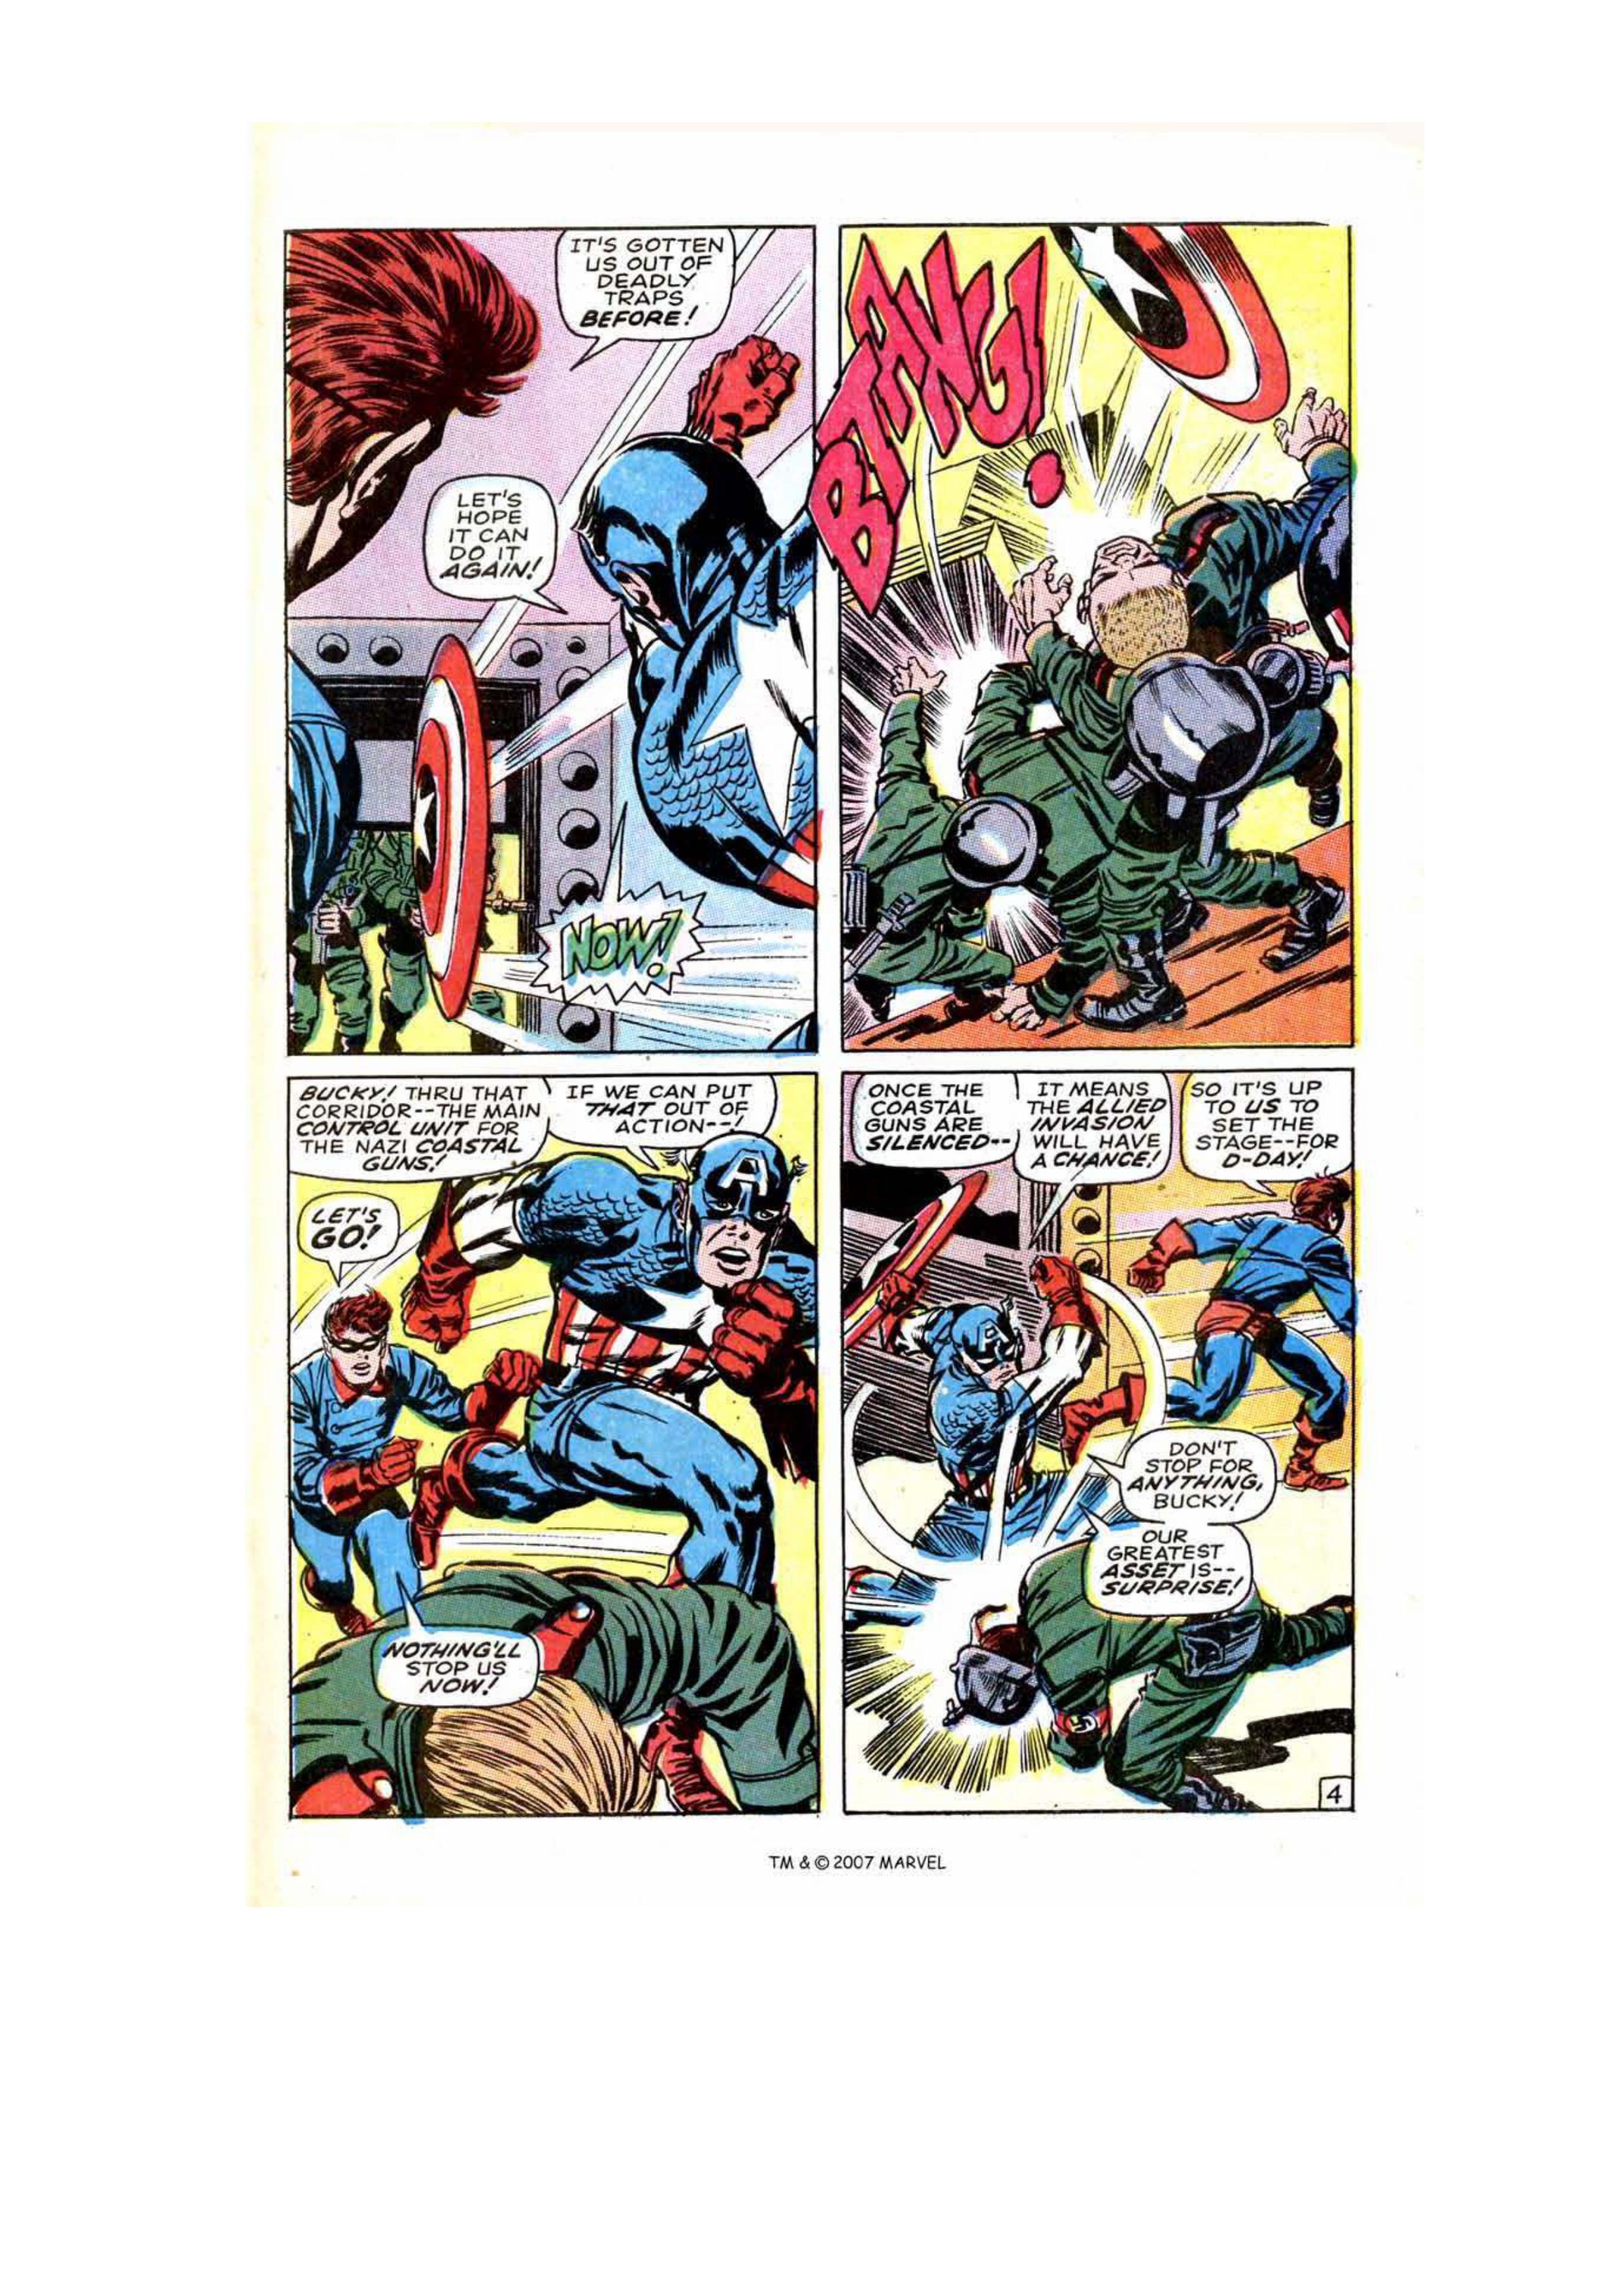 IT'S GOTTEN
US OUT OF
DEADLY
TRAPS
BEFORE!
LET'S
HOPE
IT CAN
DO IT
AGAIN!
NOW!
BTANG!
BUCKY! THRU THAT
CORRIDOR--THE MAIN
CONTROL UNIT FOR
THE NAZI COASTAL
GUNS!
IF WE CAN PUT
THAT OUT OF
ACTION--!
LET'S
GO!
A
NOTHING'LL
STOP US
NOW!
ONCE THE
COASTAL
GUNS ARE
SILENCED--
IT MEANS
THE ALLIED
INVASION
WILL HAVE
A CHANCE!
SO IT'S UP
TO US TO
SET THE
STAGE--FOR
D-DAY!
A
DON'T
STOP FOR
ANYTHING,
BUCKY!
OUR
GREATEST
ASSET IS--
SURPRISE!
4
TM & © 2007 MARVEL